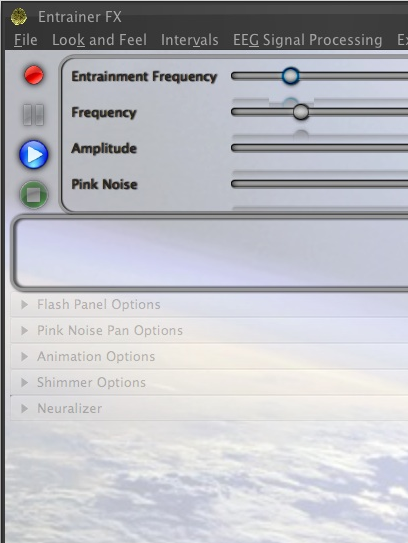 Entrainer FX
File Look and Feel Intervals EEG Signal Processing
Entrainment Frequency
Frequency
Amplitude
Pink Noise
Flash Panel Options
Pink Noise Pan Options
Animation Options
Shimmer Options
Neuralizer